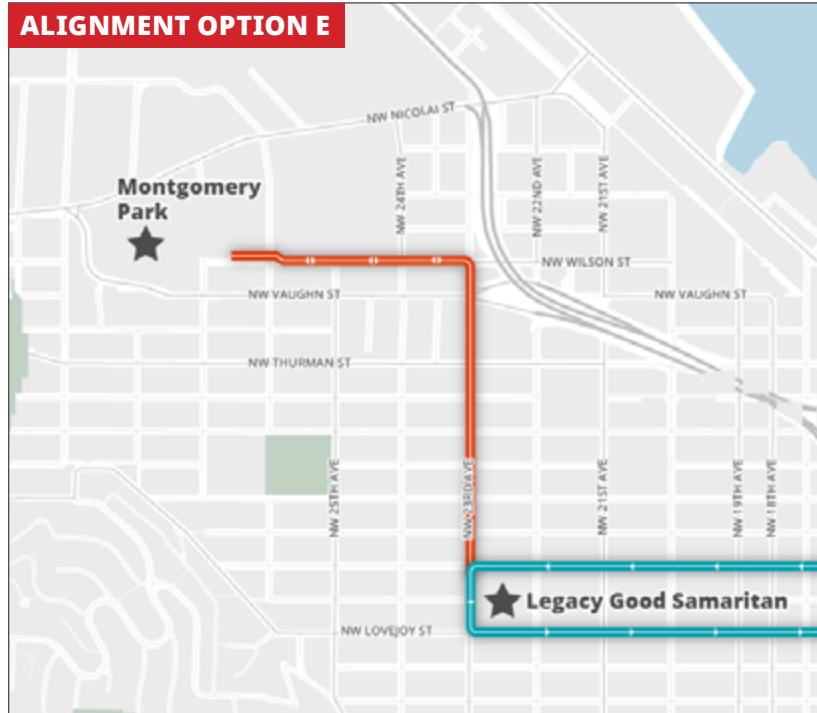 ALIGNMENT OPTION E
NW NICOLAI ST
Montgomery
Park
NW 24TH AVE
NW 22ND AVE
NW 21ST AVE
NW WILSON ST
NW VAUGHN ST
NW VAUGHN ST
NW THURMAN ST
NW 25TH AVE
NW 23RD AVE
NW 21ST AVE
NW 19TH AVE
NW 18TH AVE
Legacy Good Samaritan
NW LOVEJOY ST